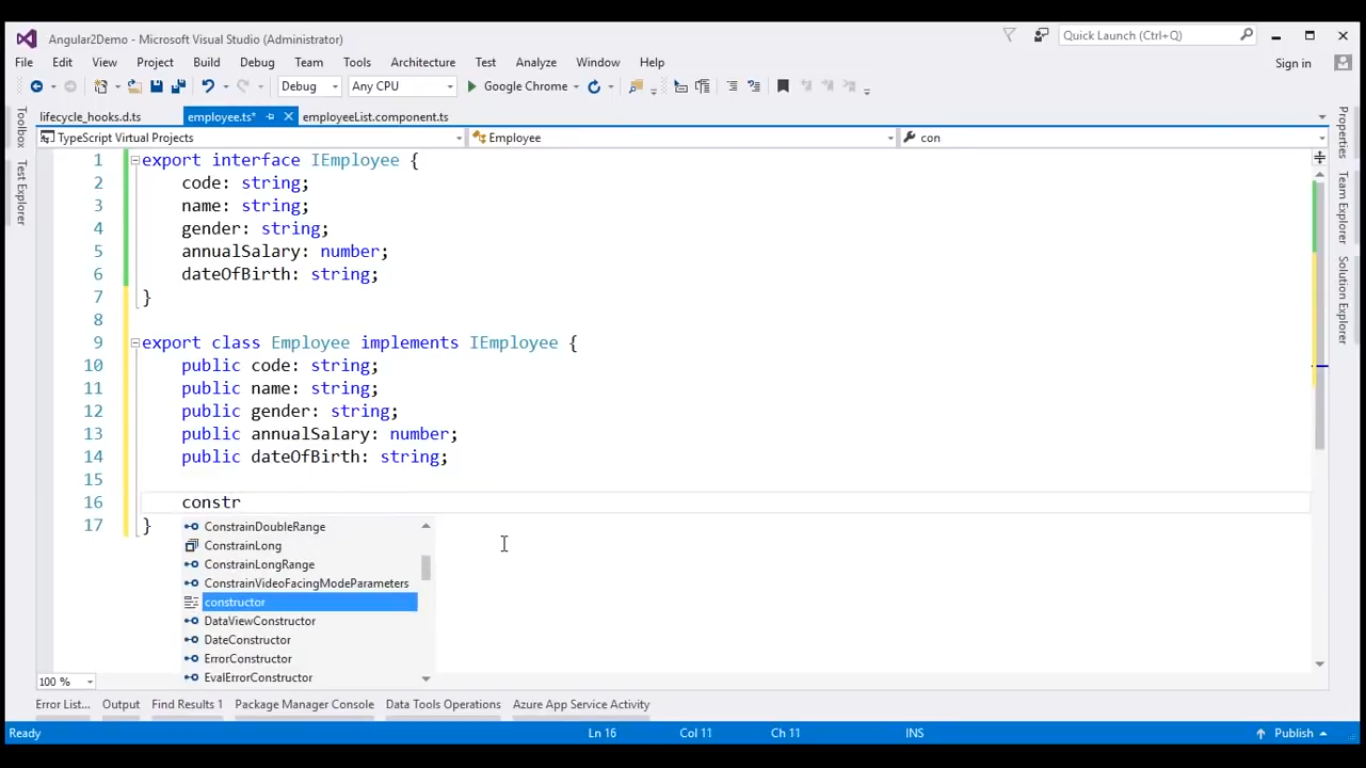 Angular2Demo - Microsoft Visual Studio (Administrator)
Quick Launch (Ctrl+Q)
File Edit View Project Build Debug Team Tools Architecture Test Analyze Window Help
Sign in
Debug Any CPU Google Chrome
lifecycle_hooks.d.ts employee.ts* employeeList.component.ts
TypeScript Virtual Projects Employee con
Toolbox
Test Explorer
Properties
Team Explorer
Solution Explorer
1 export interface IEmployee {
2 code: string;
3 name: string;
4 gender: string;
5 annualSalary: number;
6 dateOfBirth: string;
7 }
8
9 export class Employee implements IEmployee {
10 public code: string;
11 public name: string;
12 public gender: string;
13 public annualSalary: number;
14 public dateOfBirth: string;
15
16 constr
17 }
ConstrainDoubleRange
ConstrainLong
ConstrainLongRange
ConstrainVideoFacingModeParameters
constructor
DataViewConstructor
DateConstructor
ErrorConstructor
EvalErrorConstructor
100 %
Error List... Output Find Results 1 Package Manager Console Data Tools Operations Azure App Service Activity
Ready Ln 16 Col 11 Ch 11 INS Publish